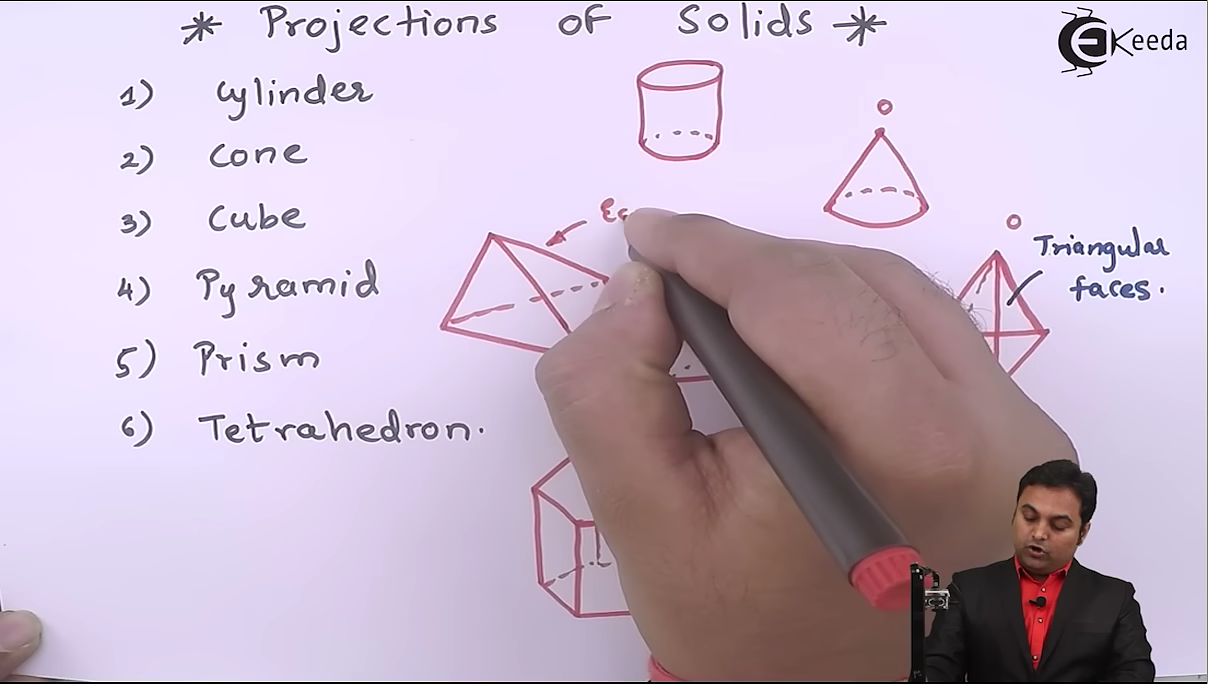 * Projections of Solids *
Keeda
1) Cylinder
2) Cone
3) Cube
4) Pyramid
5) Prism
6) Tetrahedron.
O
O
Triangular
faces.